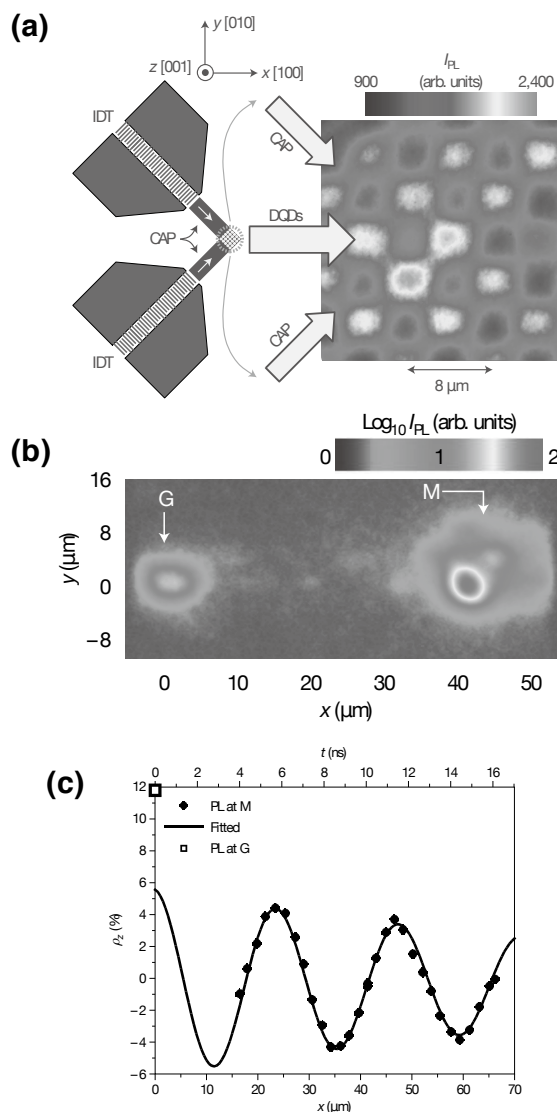 (a)
y [010]
z [001]
x [100]
IDT
CAP
IDT
CAP
DQDs
CAP
I_PL
(arb. units)
900
2,400
8 µm
(b)
Log₁₀ I_PL (arb. units)
0
1
2
G
M
16
8
0
−8
y (µm)
0 10 20 30 40 50
x (µm)
(c)
t (ns)
0 2 4 6 8 10 12 14 16
12
10
8
6
4
2
0
-2
-4
-6
ρ_z (%)
PL at M
Fitted
PL at G
0 10 20 30 40 50 60 70
x (µm)